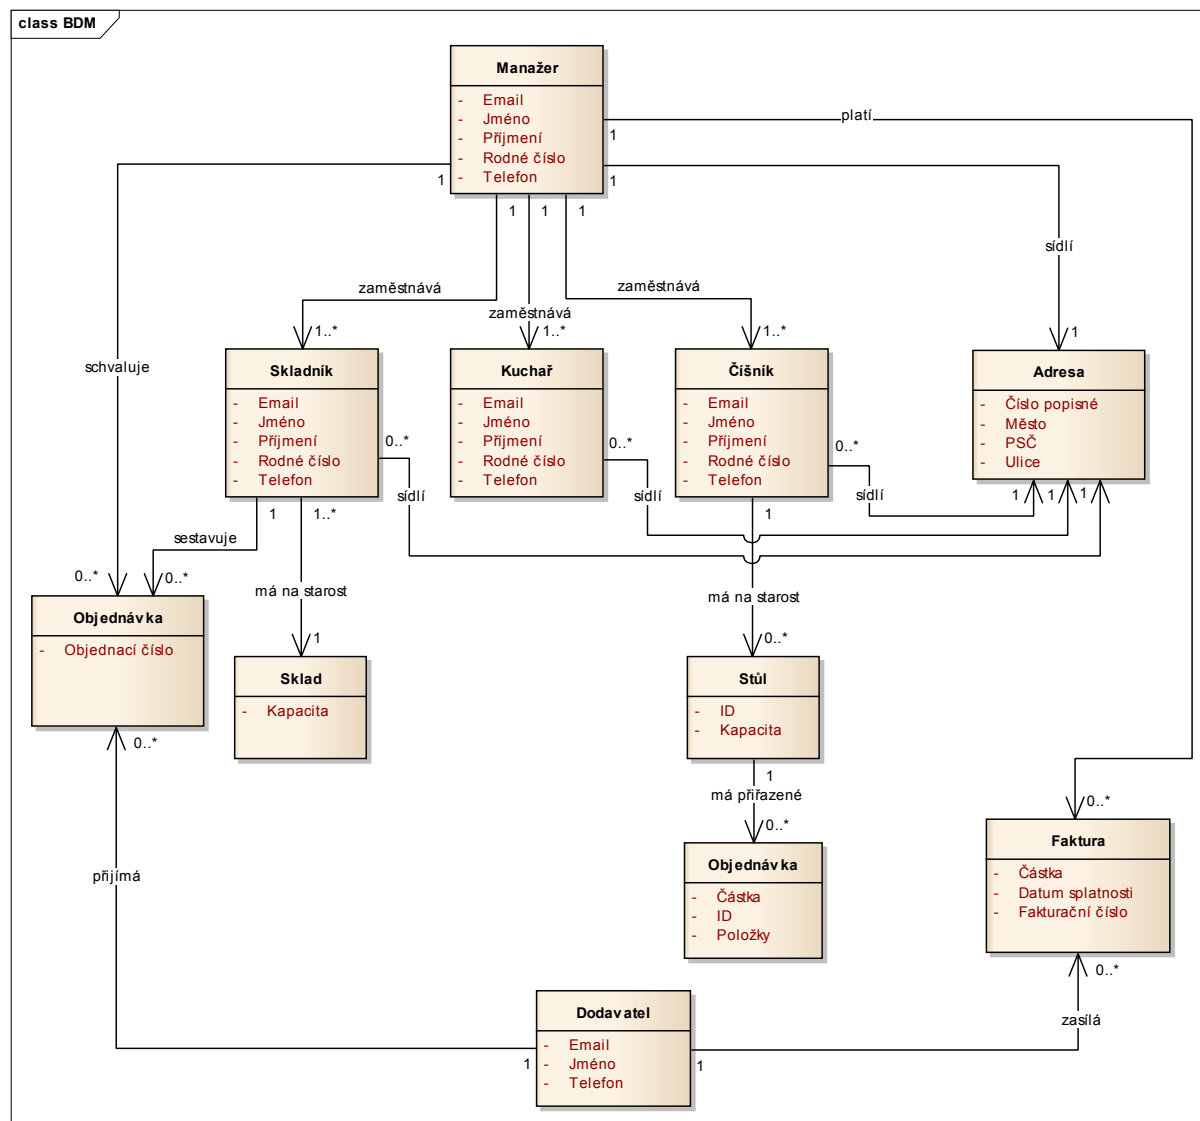 class BDM
Manažer
- Email
- Jméno
- Příjmení
- Rodné číslo
- Telefon
platí
1
1
1
1
1
1
sídlí
zaměstnává
zaměstnává
zaměstnává
1..*
1..*
1..*
1
schvaluje
Skladník
- Email
- Jméno
- Příjmení
- Rodné číslo
- Telefon
Kuchař
- Email
- Jméno
- Příjmení
- Rodné číslo
- Telefon
Číšník
- Email
- Jméno
- Příjmení
- Rodné číslo
- Telefon
Adresa
- Číslo popisné
- Město
- PSČ
- Ulice
0..*
0..*
0..*
sídlí
sídlí
sídlí
1
1
1
1
1..*
1
sestavuje
0..*
0..*
má na starost
má na starost
1
0..*
Objednávka
- Objednací číslo
Sklad
- Kapacita
Stůl
- ID
- Kapacita
0..*
1
má přiřazené
0..*
0..*
Objednávka
- Částka
- ID
- Položky
Faktura
- Částka
- Datum splatnosti
- Fakturační číslo
přijímá
0..*
zasílá
Dodavatel
- Email
- Jméno
- Telefon
1
1